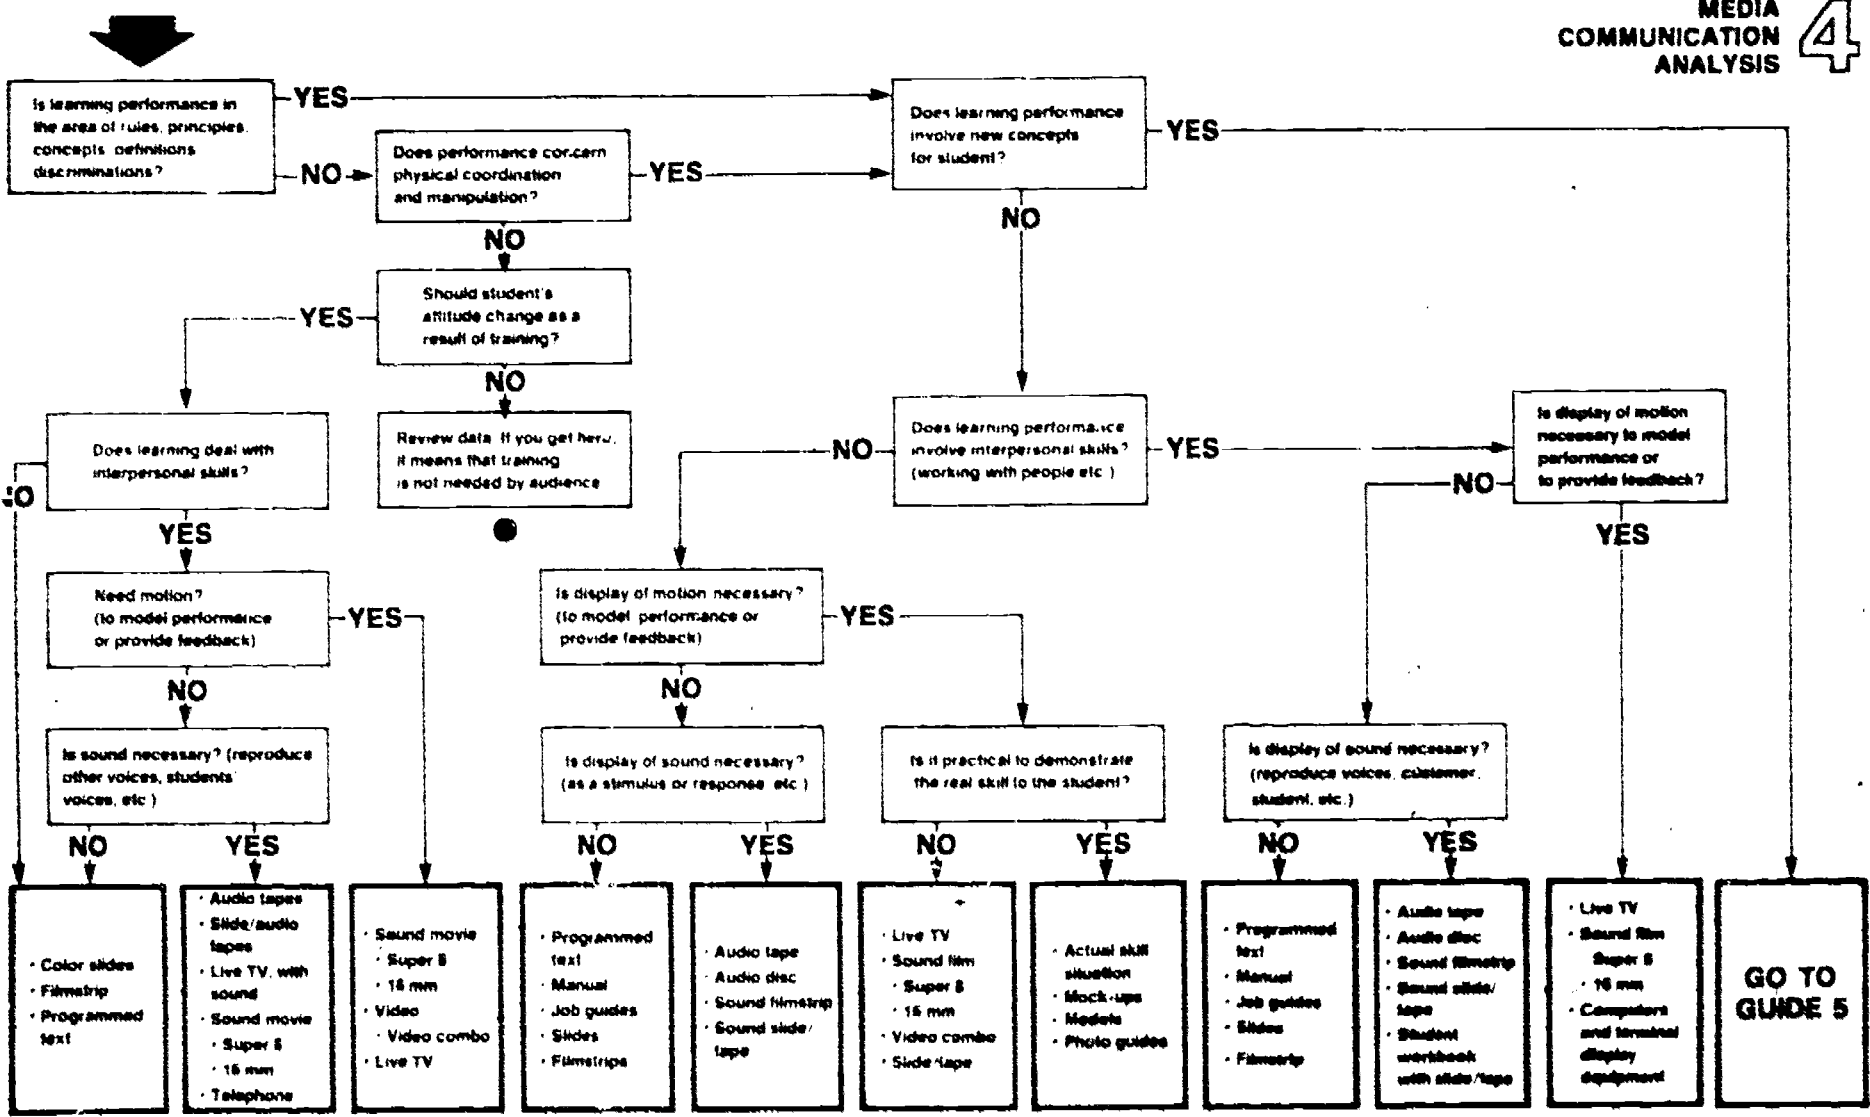 MEDIA
COMMUNICATION
ANALYSIS
4
Is learning performance in
the area of rules, principles,
concepts, definitions
discriminations?
YES
NO
Does performance concern
physical coordination
and manipulation?
YES
NO
Does learning performance
involve new concepts
for student?
YES
NO
Should student's
attitude change as a
result of training?
YES
NO
Does learning deal with
interpersonal skills?
NO
YES
Review data. If you get here,
it means that training
is not needed by audience
Does learning performance
involve interpersonal skills?
(working with people etc.)
NO
YES
Is display of motion
necessary to model
performance or
to provide feedback?
NO
YES
Need motion?
(to model performance
or provide feedback)
YES
NO
Is display of motion necessary?
(to model performance or
provide feedback)
YES
NO
Is sound necessary? (reproduce
other voices, students'
voices, etc.)
NO
YES
Is display of sound necessary?
(as a stimulus or response, etc.)
NO
YES
Is it practical to demonstrate
the real skill to the student?
NO
YES
Is display of sound necessary?
(reproduce voices, customer,
student, etc.)
NO
YES
· Color slides
· Filmstrip
· Programmed
text
· Audio tapes
· Slide/audio
tapes
· Live TV, with
sound
· Sound movie
· Super 8
· 16 mm
· Telephone
· Sound movie
· Super 8
· 16 mm
· Video
· Video combo
· Live TV
· Programmed
text
· Manual
· Job guides
· Slides
· Filmstrips
· Audio tape
· Audio disc
· Sound filmstrip
· Sound slide/
tape
· Live TV
· Sound film
· Super 8
· 16 mm
· Video combo
· Slide/tape
· Actual skill
situation
· Mock-ups
· Models
· Photo guides
· Programmed
text
· Manual
· Job guides
· Slides
· Filmstrip
· Audio tape
· Audio disc
· Sound filmstrip
· Sound slide/
tape
· Student
workbook
with slide/tape
· Live TV
· Sound film
Super 8
· 16 mm
· Computers
and terminal
display
equipment
GO TO
GUIDE 5